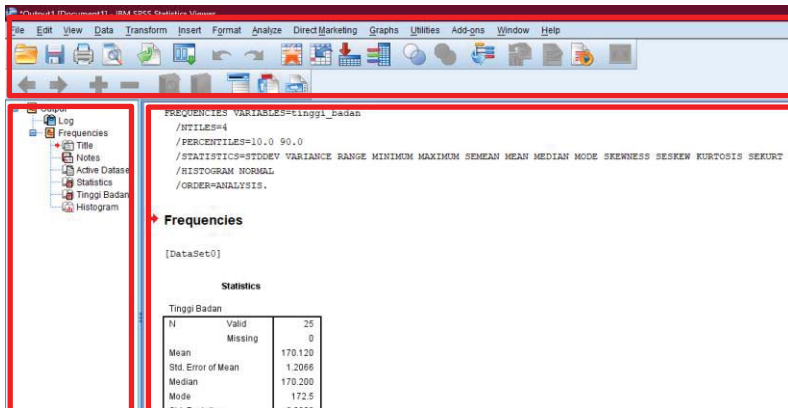 *Output1 [Document1] - IBM SPSS Statistics Viewer
File Edit View Data Transform Insert Format Analyze Direct Marketing Graphs Utilities Add-ons Window Help
Output
Log
Frequencies
Title
Notes
Active Datase
Statistics
Tinggi Badan
Histogram
FREQUENCIES VARIABLES=tinggi_badan
/NTILES=4
/PERCENTILES=10.0 90.0
/STATISTICS=STDDEV VARIANCE RANGE MINIMUM MAXIMUM SEMEAN MEAN MEDIAN MODE SKEWNESS SESKEW KURTOSIS SEKURT
/HISTOGRAM NORMAL
/ORDER=ANALYSIS.
Frequencies
[DataSet0]
Statistics
Tinggi Badan
N Valid 25
Missing 0
Mean 170.120
Std. Error of Mean 1.2066
Median 170.200
Mode 172.5